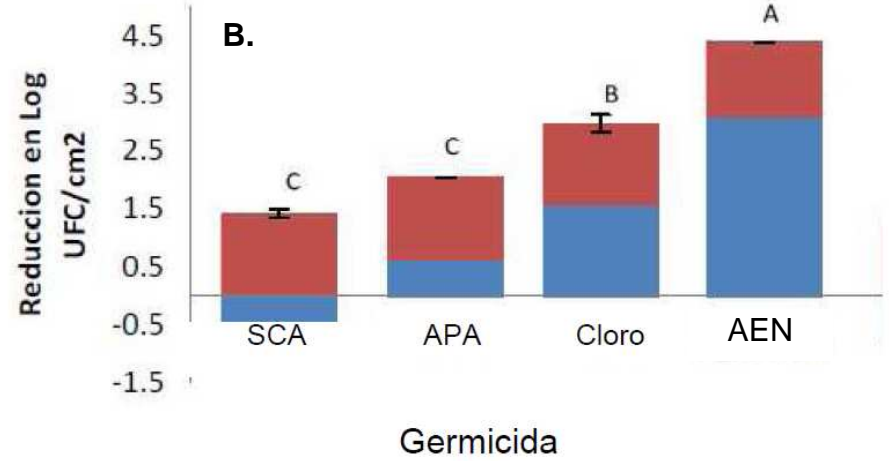 B.
Reduccion en Log
UFC/cm2
4.5
3.5
2.5
1.5
0.5
-0.5
-1.5
C
C
B
A
SCA APA Cloro AEN
Germicida